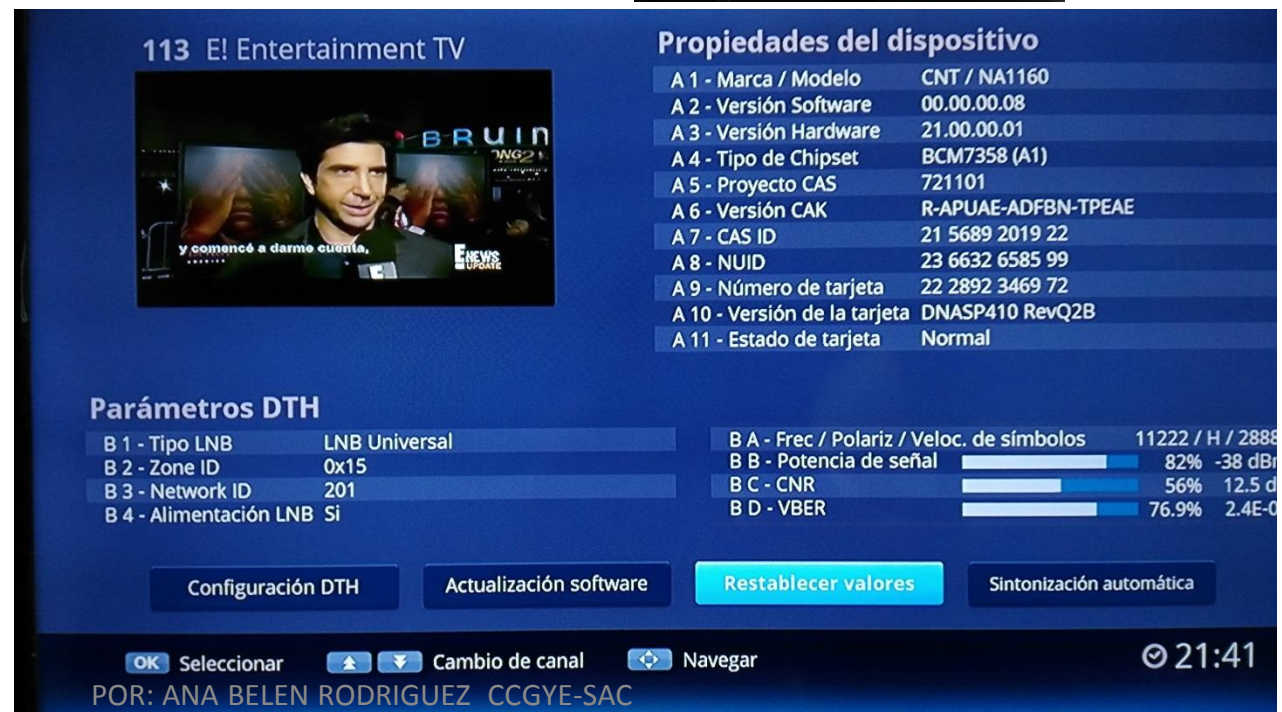 113 E! Entertainment TV
BRUIN
y comencé a darme cuenta,
E NEWS
UPDATE
Propiedades del dispositivo
A 1 - Marca / Modelo CNT / NA1160
A 2 - Versión Software 00.00.00.08
A 3 - Versión Hardware 21.00.00.01
A 4 - Tipo de Chipset BCM7358 (A1)
A 5 - Proyecto CAS 721101
A 6 - Versión CAK R-APUAE-ADFBN-TPEAE
A 7 - CAS ID 21 5689 2019 22
A 8 - NUID 23 6632 6585 99
A 9 - Número de tarjeta 22 2892 3469 72
A 10 - Versión de la tarjeta DNASP410 RevQ2B
A 11 - Estado de tarjeta Normal
Parámetros DTH
B 1 - Tipo LNB LNB Universal
B 2 - Zone ID 0x15
B 3 - Network ID 201
B 4 - Alimentación LNB Si
B A - Frec / Polariz / Veloc. de símbolos 11222 / H / 2888
B B - Potencia de señal 82% -38 dBm
B C - CNR 56% 12.5 d
B D - VBER 76.9% 2.4E-0
Configuración DTH Actualización software Restablecer valores Sintonización automática
OK Seleccionar Cambio de canal Navegar 21:41
POR: ANA BELEN RODRIGUEZ CCGYE-SAC